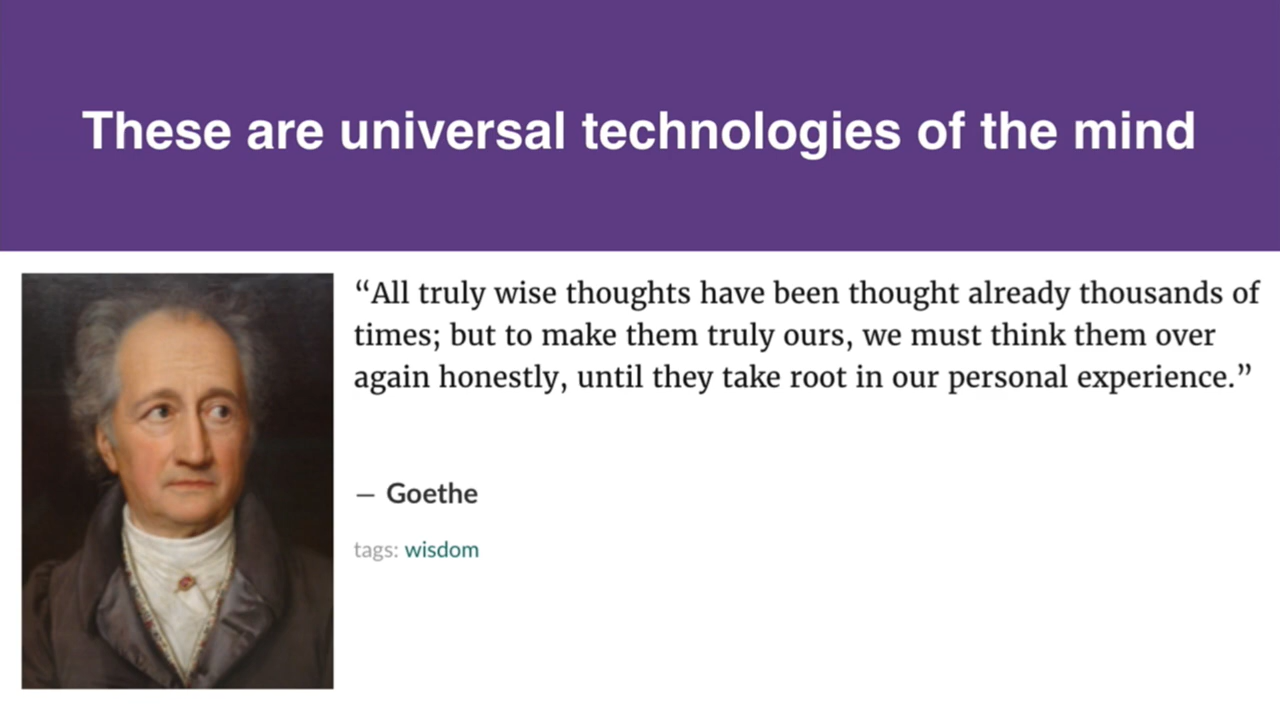 These are universal technologies of the mind
“All truly wise thoughts have been thought already thousands of
times; but to make them truly ours, we must think them over
again honestly, until they take root in our personal experience.”
— Goethe
tags: wisdom